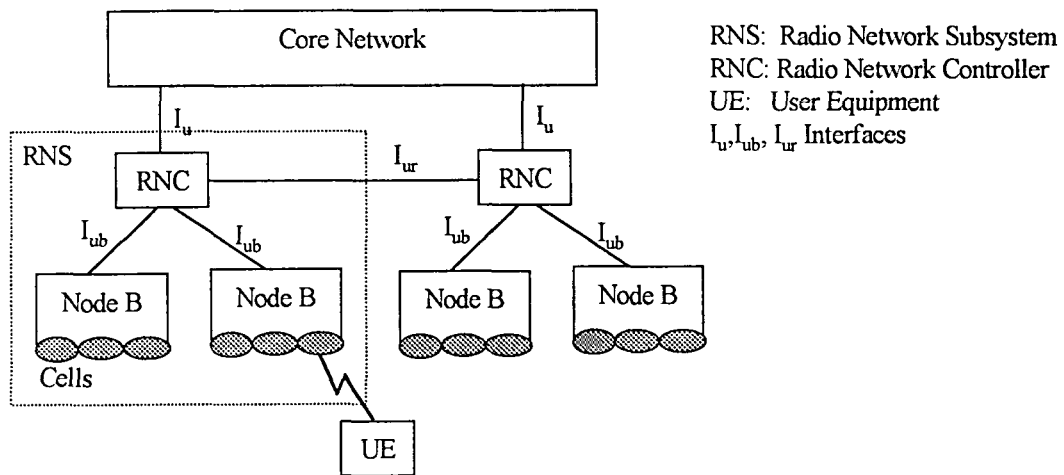 Core Network
RNS: Radio Network Subsystem
RNC: Radio Network Controller
UE: User Equipment
Iu,Iub, Iur Interfaces
Iu
Iu
RNS
Iur
RNC
RNC
Iub
Iub
Iub
Iub
Node B
Node B
Node B
Node B
Cells
UE